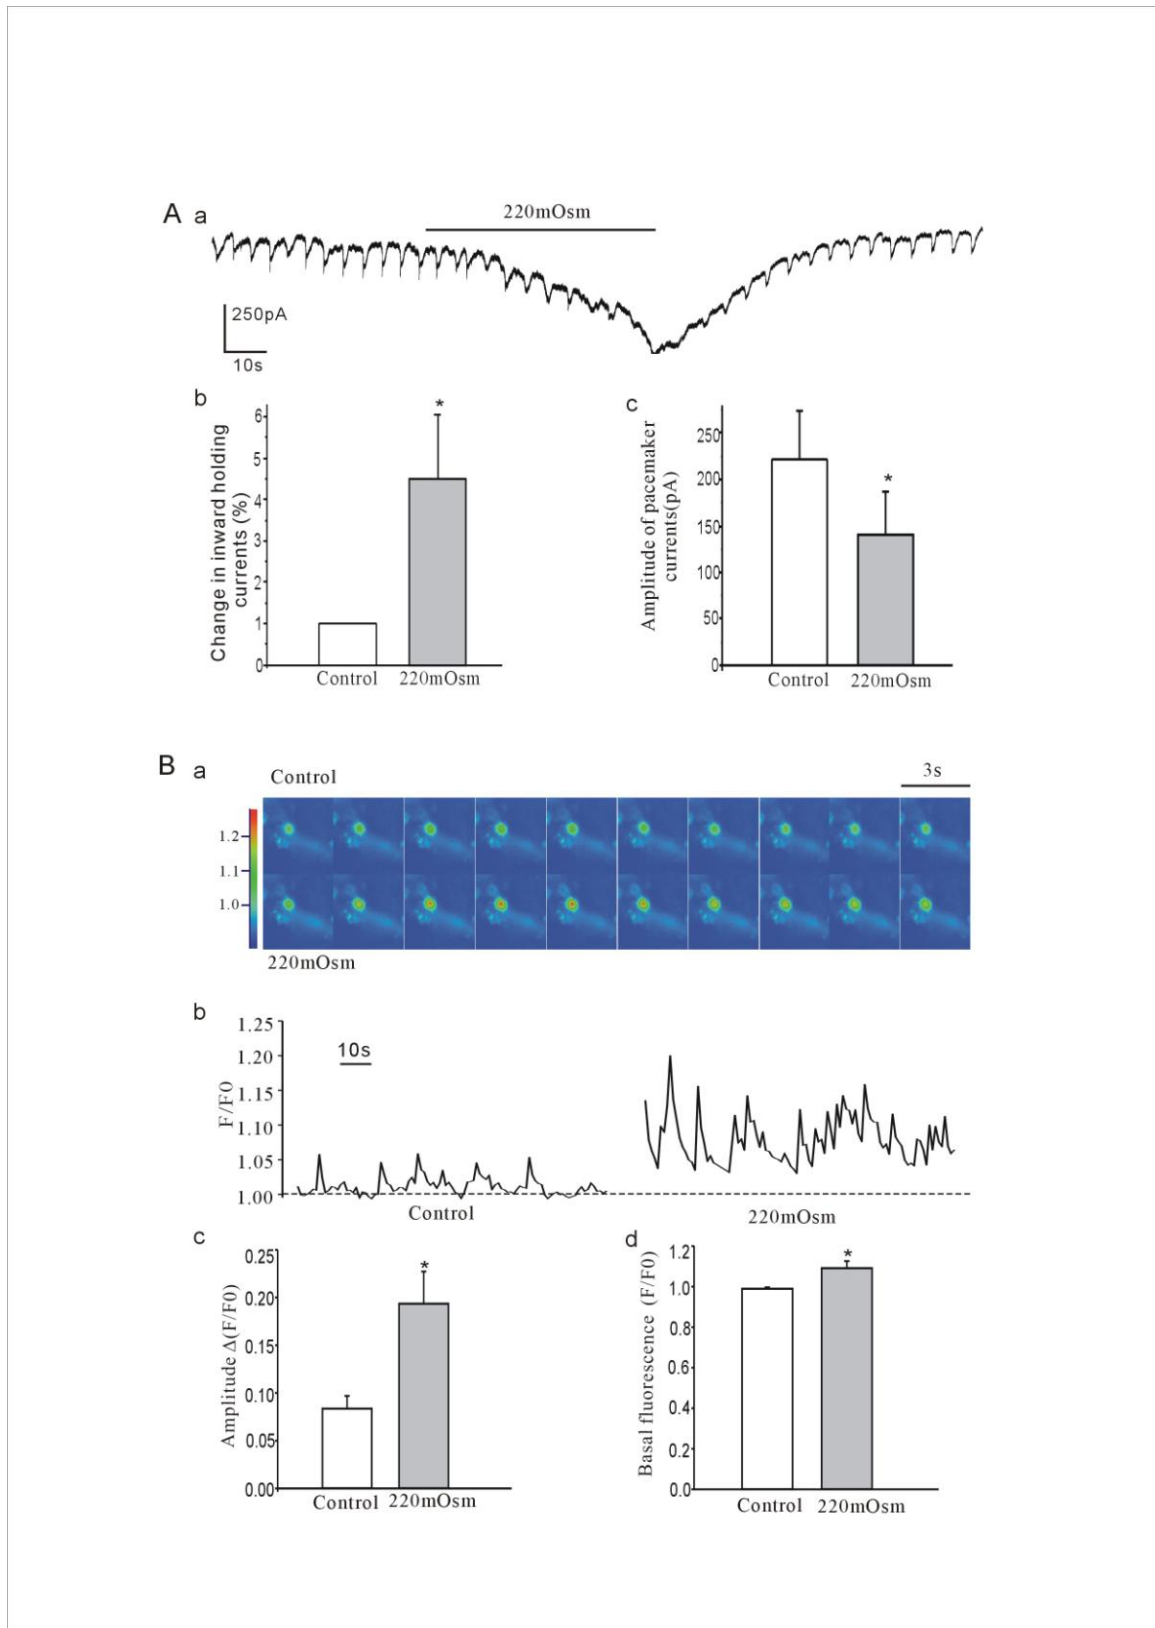 A a
220mOsm
250pA
10s
b
*
Change in inward holding
currents (%)
6
5
4
3
2
1
0
Control
220mOsm
c
*
Amplitude of pacemaker
currents(pA)
250
200
150
100
50
0
Control
220mOsm
B a
Control
3s
1.2
1.1
1.0
220mOsm
b
F/F0
1.25
1.20
1.15
1.10
1.05
1.00
10s
Control
220mOsm
c
*
Amplitude Δ(F/F0)
0.25
0.20
0.15
0.10
0.05
0.00
Control
220mOsm
d
*
Basal fluorescence (F/F0)
1.2
1.0
0.8
0.6
0.4
0.2
0.0
Control
220mOsm